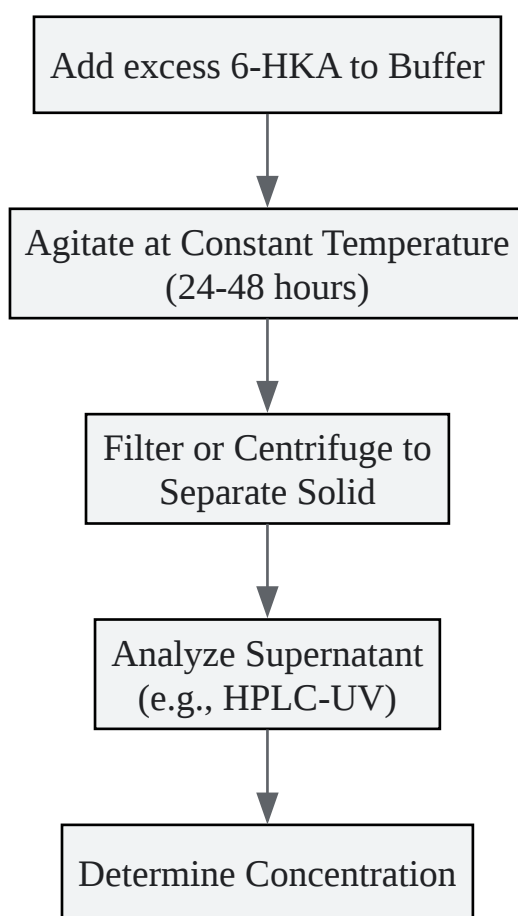 Add excess 6-HKA to Buffer
Agitate at Constant Temperature
(24-48 hours)
Filter or Centrifuge to
Separate Solid
Analyze Supernatant
(e.g., HPLC-UV)
Determine Concentration